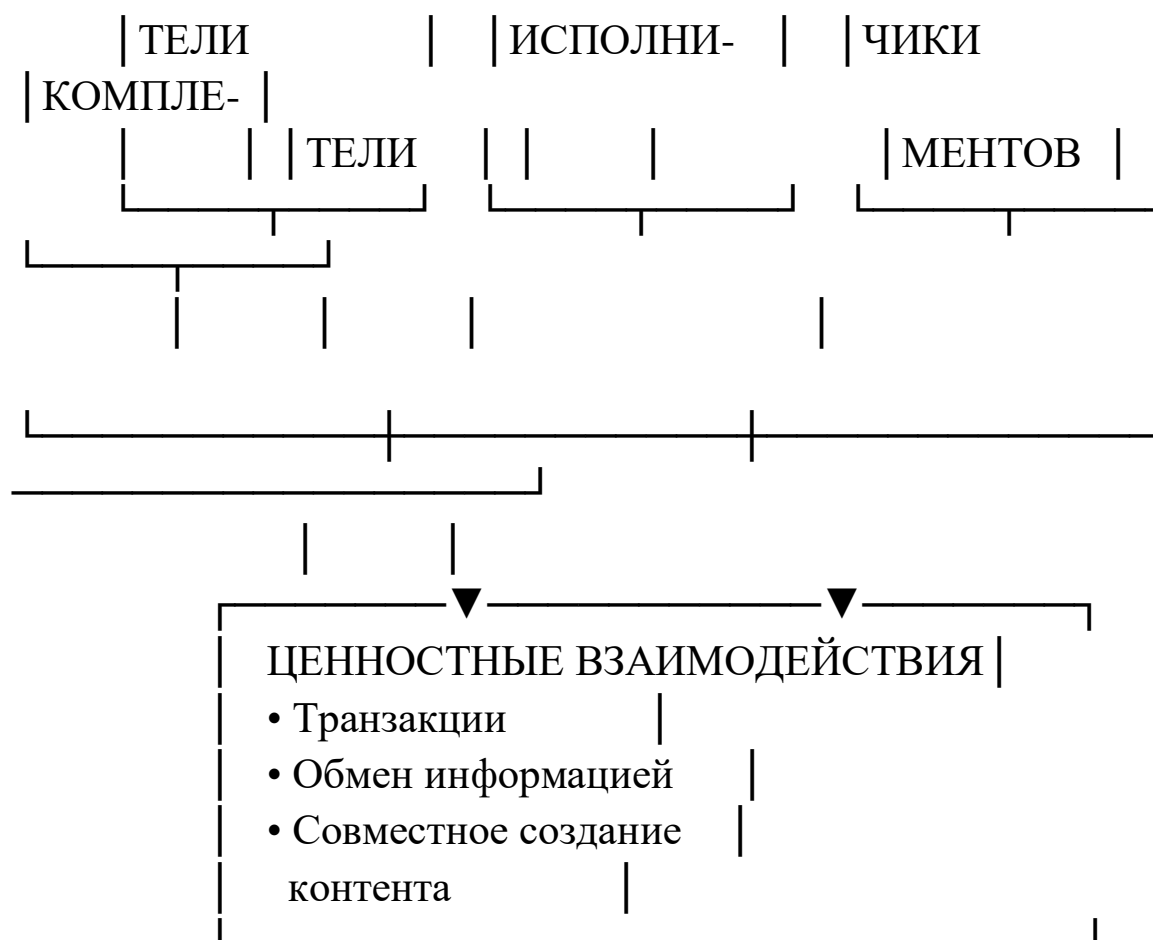 ТЕЛИ ИСПОЛНИ- ЧИКИ
КОМПЛЕ-
ТЕЛИ МЕНТОВ
ЦЕННОСТНЫЕ ВЗАИМОДЕЙСТВИЯ
• Транзакции
• Обмен информацией
• Совместное создание
контента